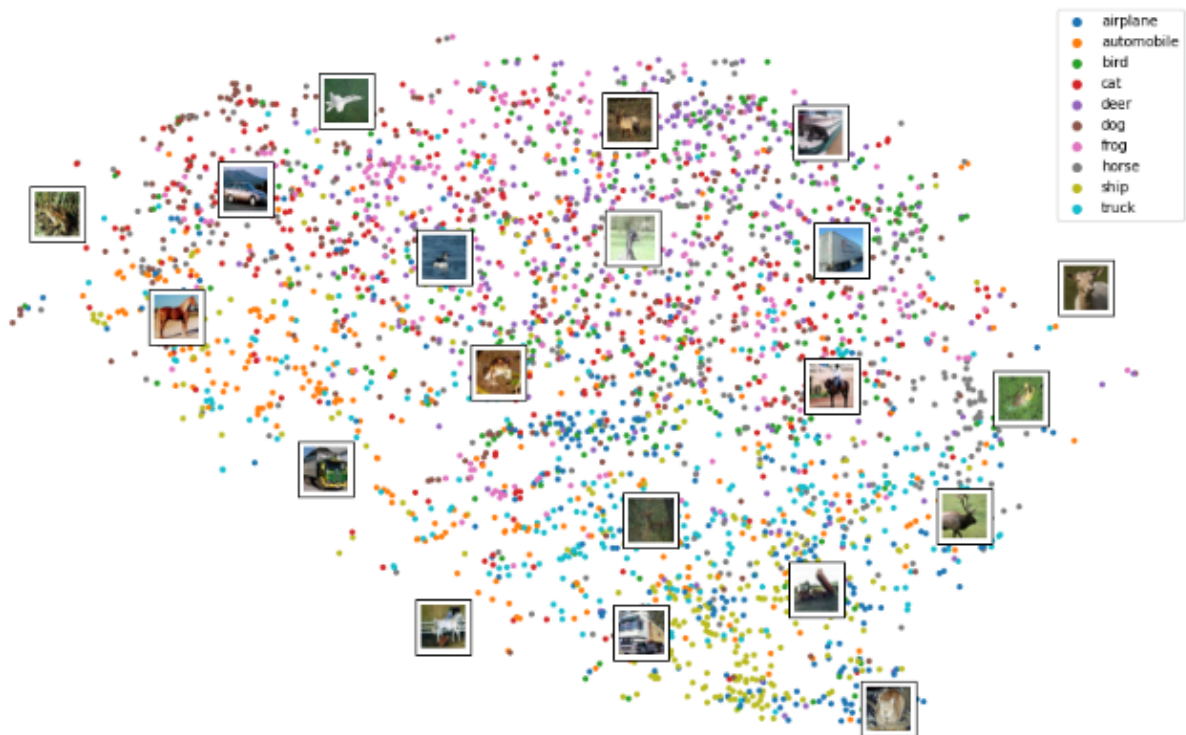 airplane
automobile
bird
cat
deer
dog
frog
horse
ship
truck